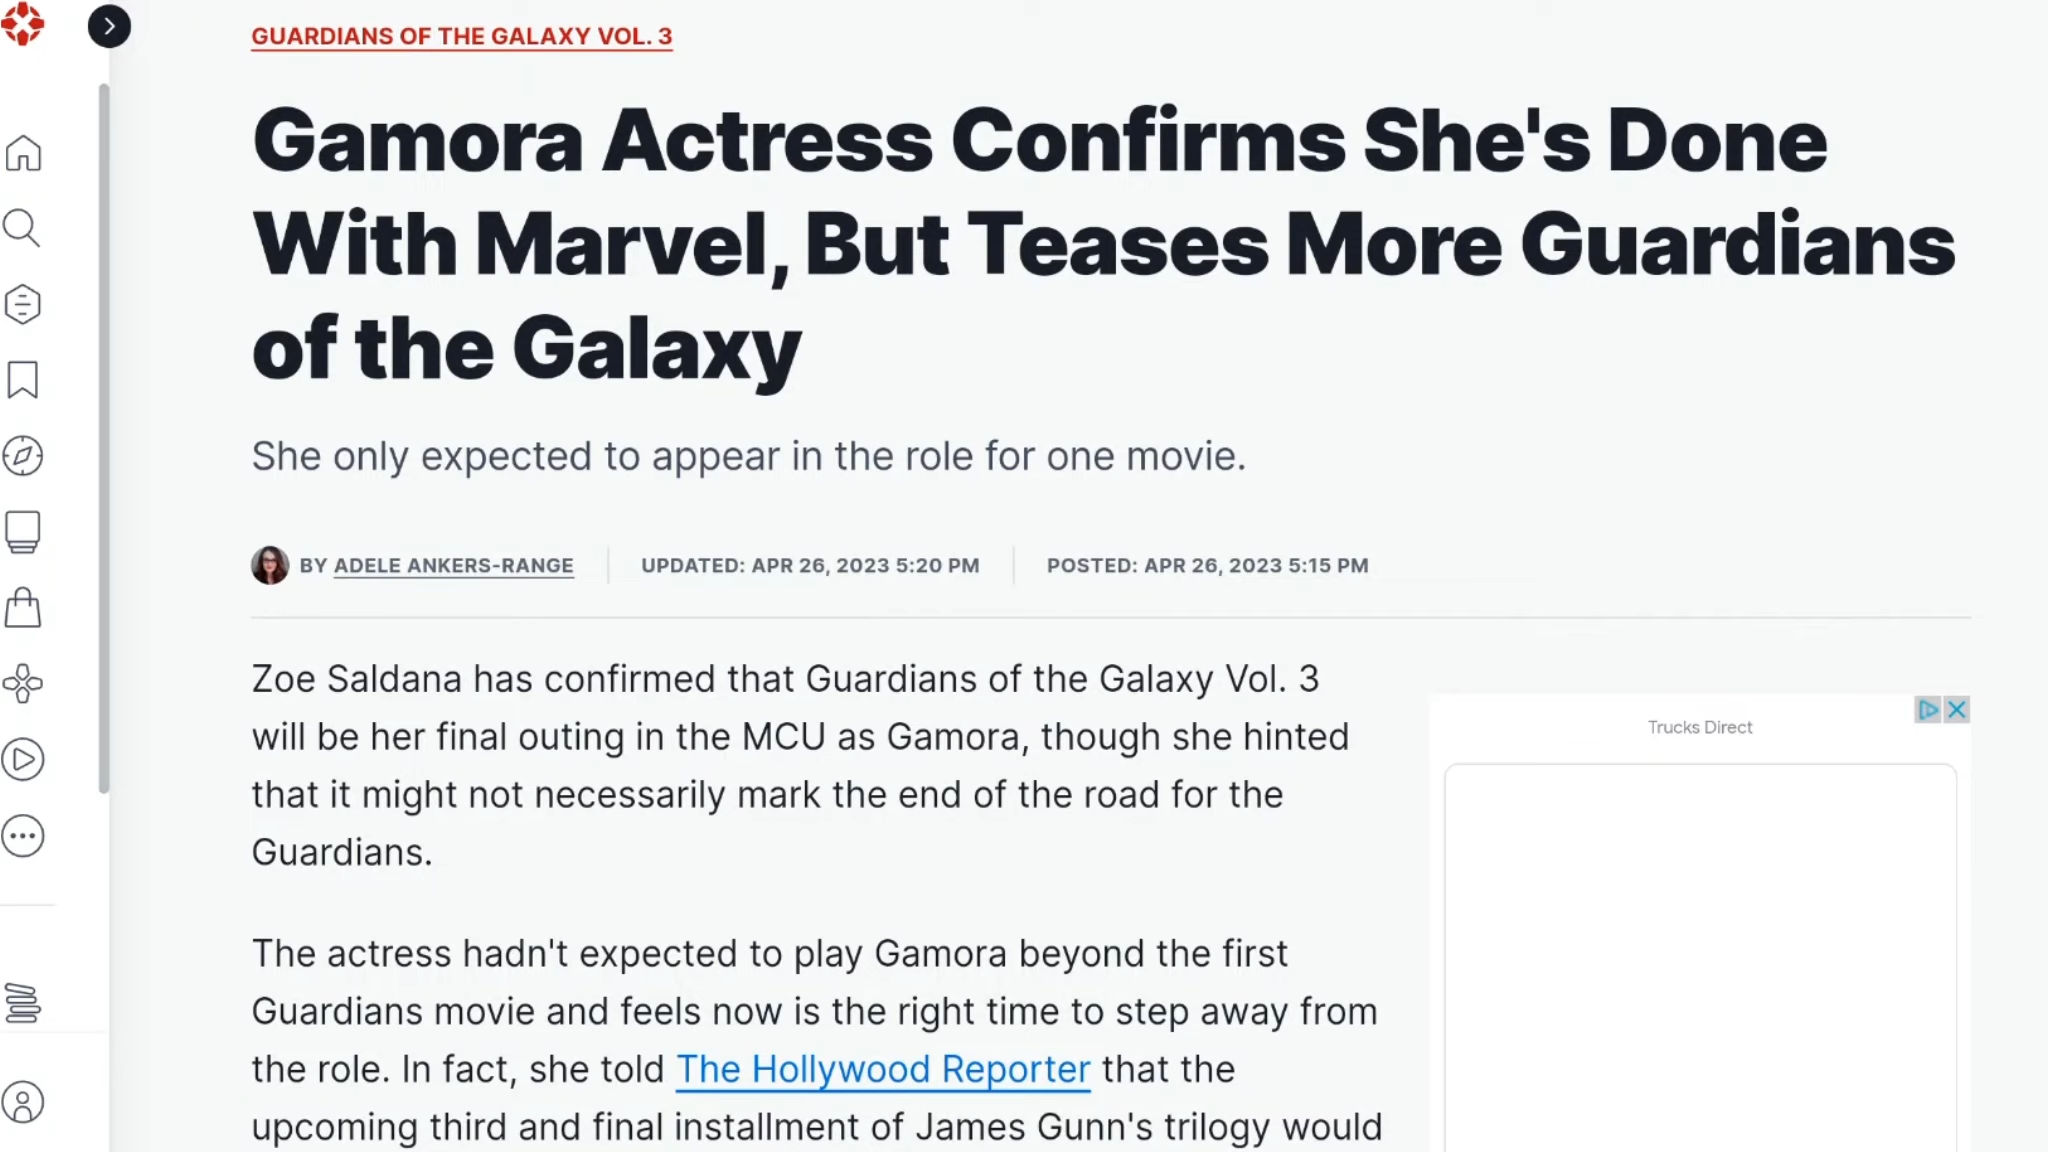 GUARDIANS OF THE GALAXY VOL. 3
Gamora Actress Confirms She's Done
With Marvel, But Teases More Guardians
of the Galaxy
She only expected to appear in the role for one movie.
BY ADELE ANKERS-RANGE UPDATED: APR 26, 2023 5:20 PM POSTED: APR 26, 2023 5:15 PM
Zoe Saldana has confirmed that Guardians of the Galaxy Vol. 3
will be her final outing in the MCU as Gamora, though she hinted
that it might not necessarily mark the end of the road for the
Guardians.
The actress hadn't expected to play Gamora beyond the first
Guardians movie and feels now is the right time to step away from
the role. In fact, she told The Hollywood Reporter that the
upcoming third and final installment of James Gunn's trilogy would
Trucks Direct